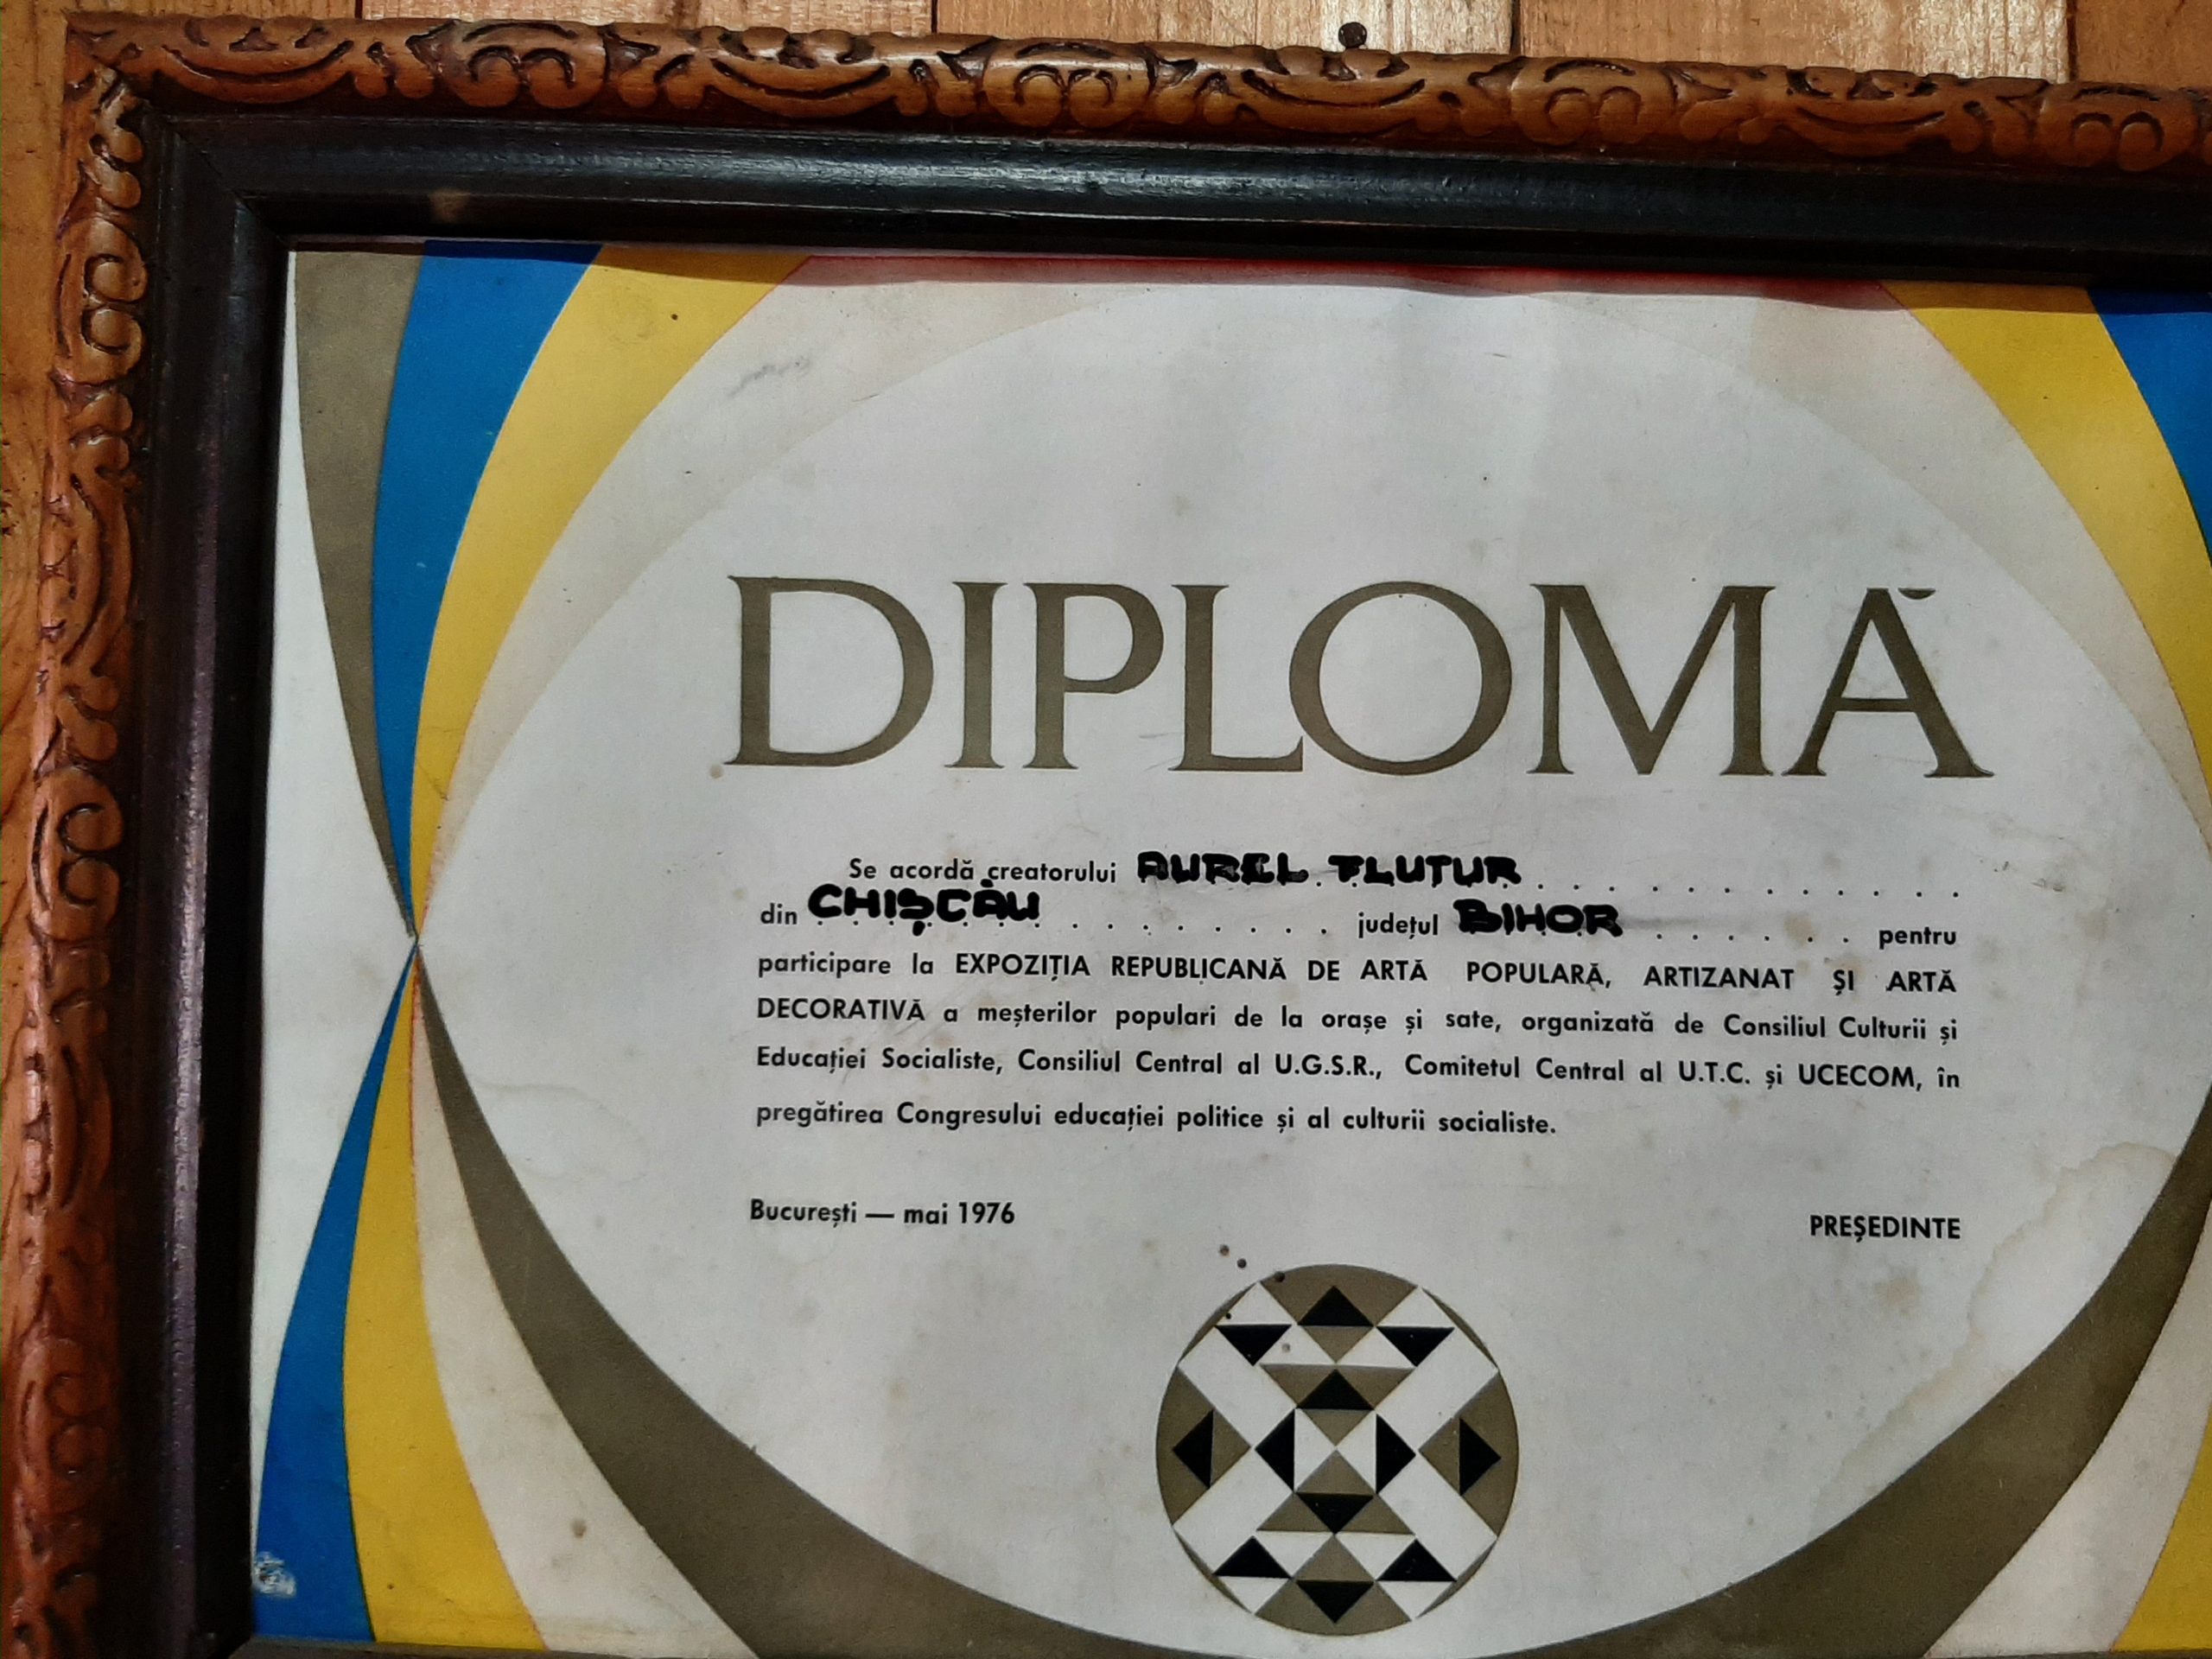 DIPLOMĂ
Se acordă creatorului AUREL FLUTUR . . . . . . . . . . . .
din CHIȘCĂU . . . . . . . . județul BIHOR . . . . . . pentru
participare la EXPOZIȚIA REPUBLICANĂ DE ARTĂ POPULARĂ, ARTIZANAT ȘI ARTĂ
DECORATIVĂ a meșterilor populari de la orașe și sate, organizată de Consiliul Culturii și
Educației Socialiste, Consiliul Central al U.G.S.R., Comitetul Central al U.T.C. și UCECOM, în
pregătirea Congresului educației politice și al culturii socialiste.
București — mai 1976
PREȘEDINTE